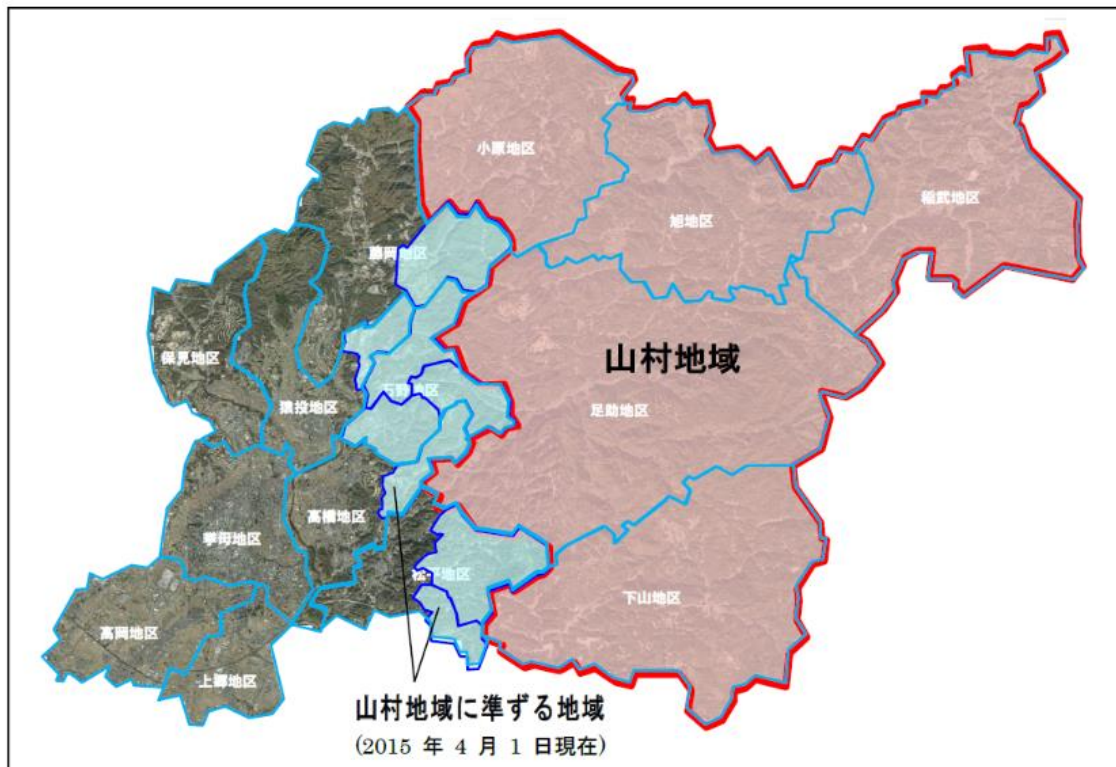 小原地区
旭地区
稲武地区
藤岡地区
保見地区
猿投地区
石野地区
山村地域
足助地区
挙母地区
高橋地区
松平地区
下山地区
高岡地区
上郷地区
山村地域に準ずる地域
(2015 年 4 月 1 日現在)